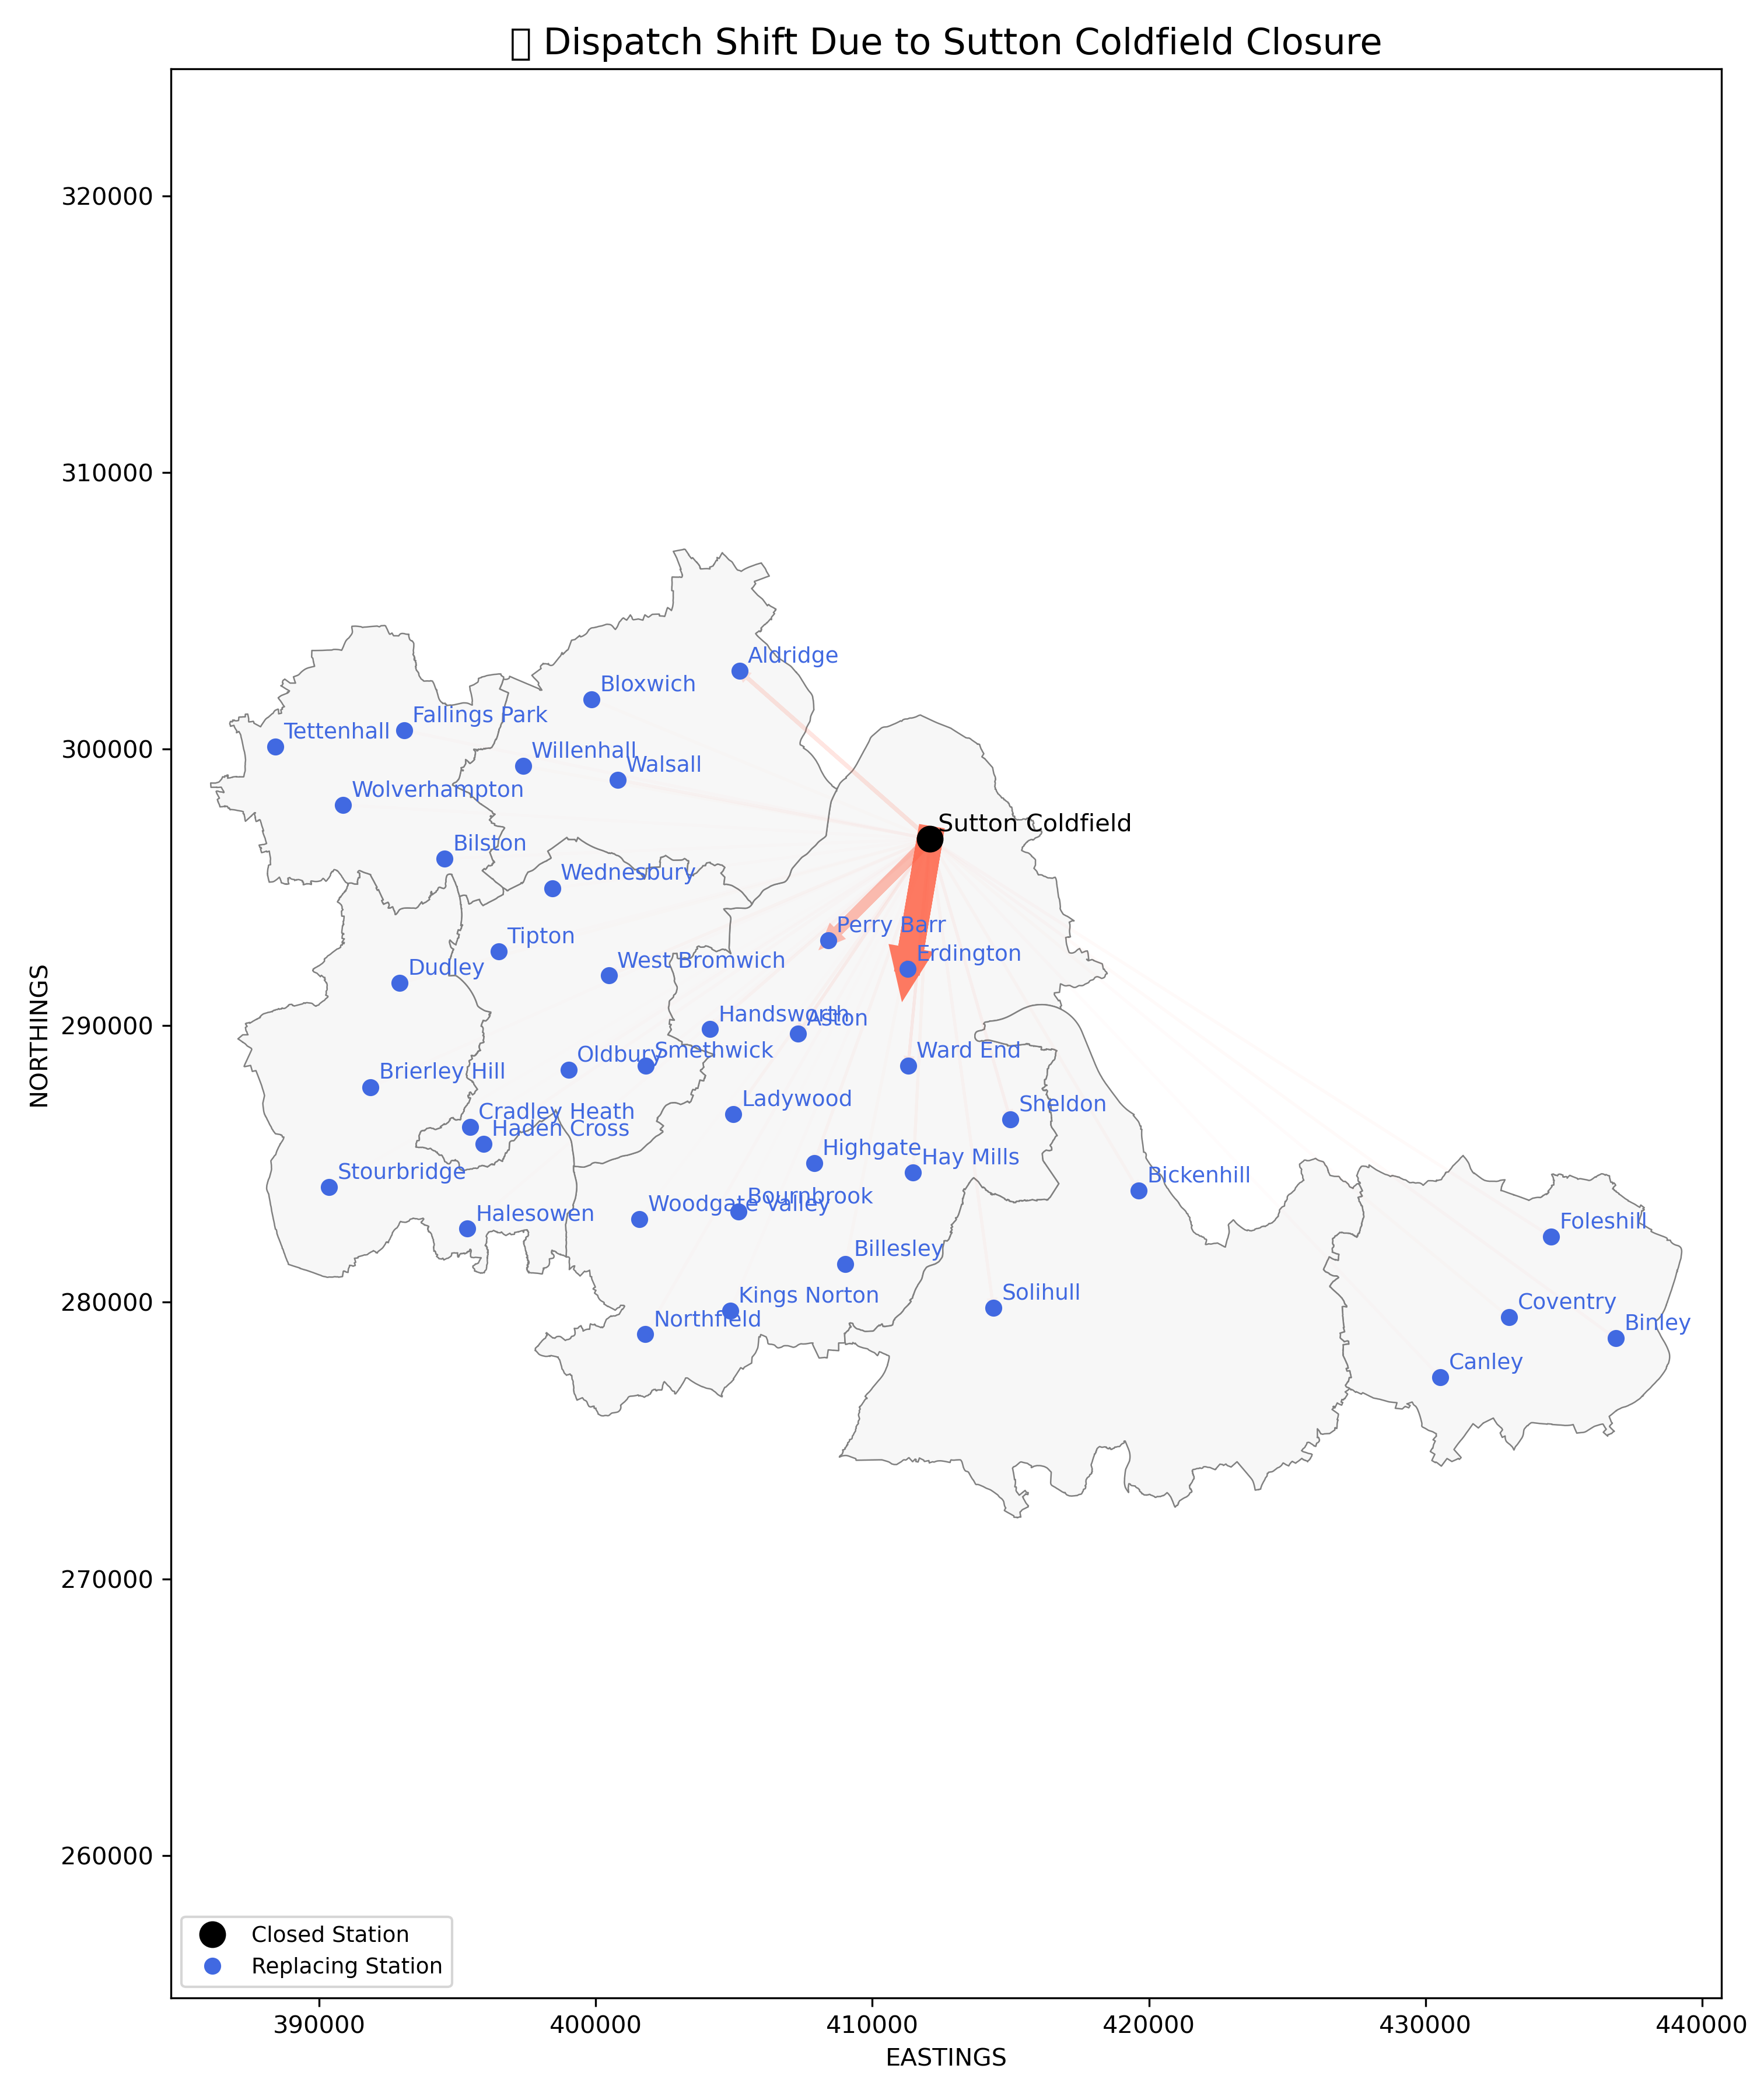 ▯ Dispatch Shift Due to Sutton Coldfield Closure
320000
310000
300000
290000
280000
270000
260000
NORTHINGS
Aldridge
Bloxwich
Fallings Park
Tettenhall
Willenhall
Walsall
Wolverhampton
Sutton Coldfield
Bilston
Wednesbury
Perry Barr
Tipton
Erdington
West Bromwich
Dudley
Handsworth
Aston
Oldbury
Smethwick
Ward End
Brierley Hill
Ladywood
Sheldon
Cradley Heath
Haden Cross
Highgate
Hay Mills
Stourbridge
Bickenhill
Bournbrook
Woodgate Valley
Halesowen
Foleshill
Billesley
Kings Norton
Solihull
Coventry
Northfield
Binley
Canley
Closed Station
Replacing Station
390000
400000
410000
420000
430000
440000
EASTINGS